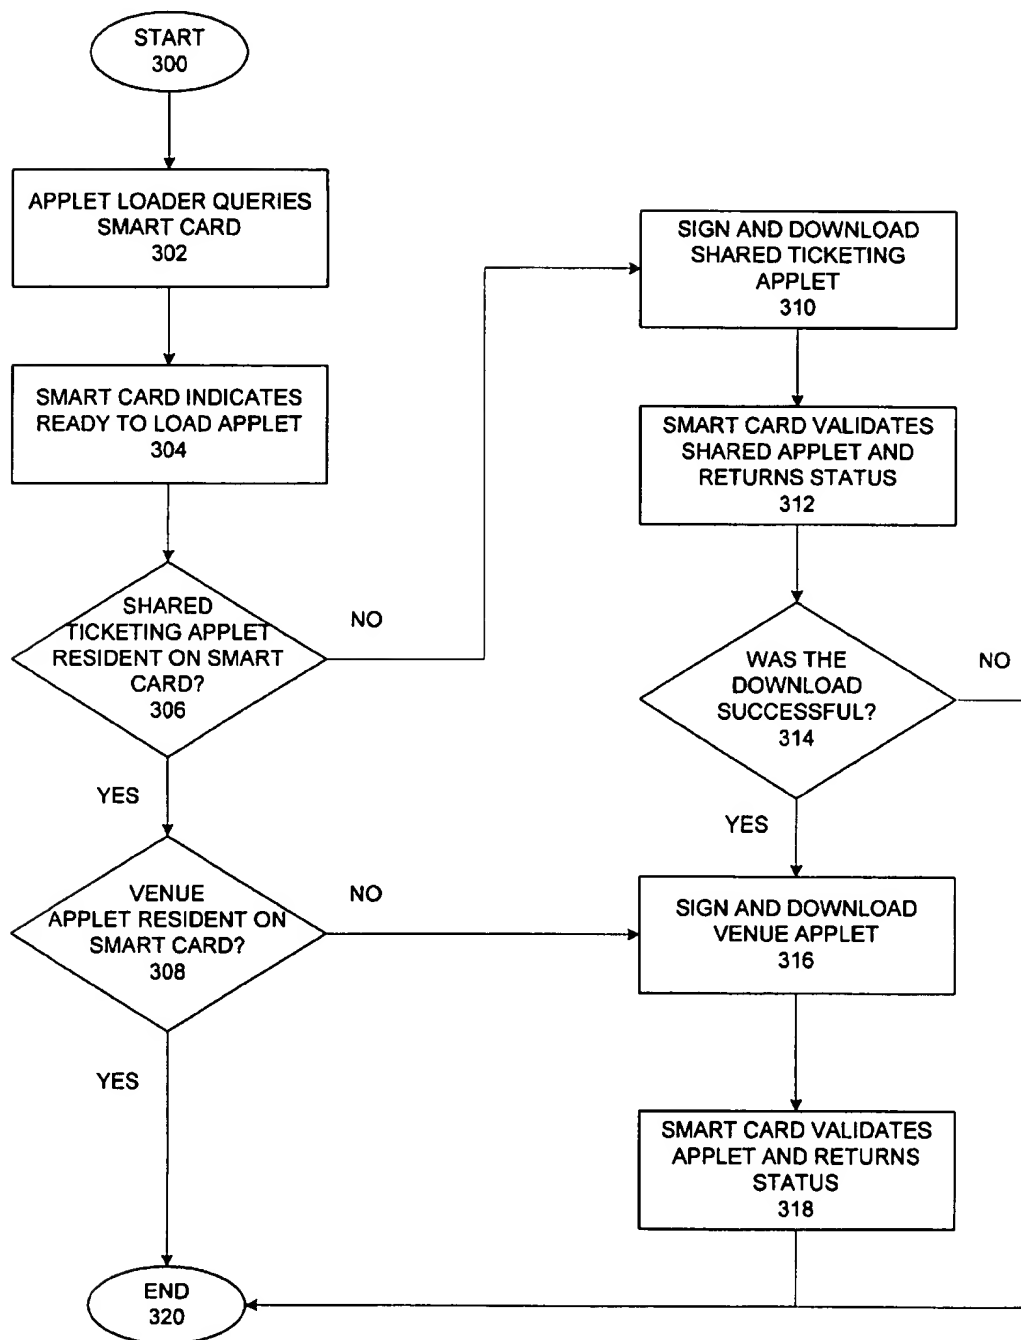 START
300
APPLET LOADER QUERIES
SMART CARD
302
SMART CARD INDICATES
READY TO LOAD APPLET
304
SHARED
TICKETING APPLET
RESIDENT ON SMART
CARD?
306
NO
YES
VENUE
APPLET RESIDENT ON
SMART CARD?
308
NO
YES
SIGN AND DOWNLOAD
SHARED TICKETING
APPLET
310
SMART CARD VALIDATES
SHARED APPLET AND
RETURNS STATUS
312
WAS THE
DOWNLOAD
SUCCESSFUL?
314
NO
YES
SIGN AND DOWNLOAD
VENUE APPLET
316
SMART CARD VALIDATES
APPLET AND RETURNS
STATUS
318
END
320